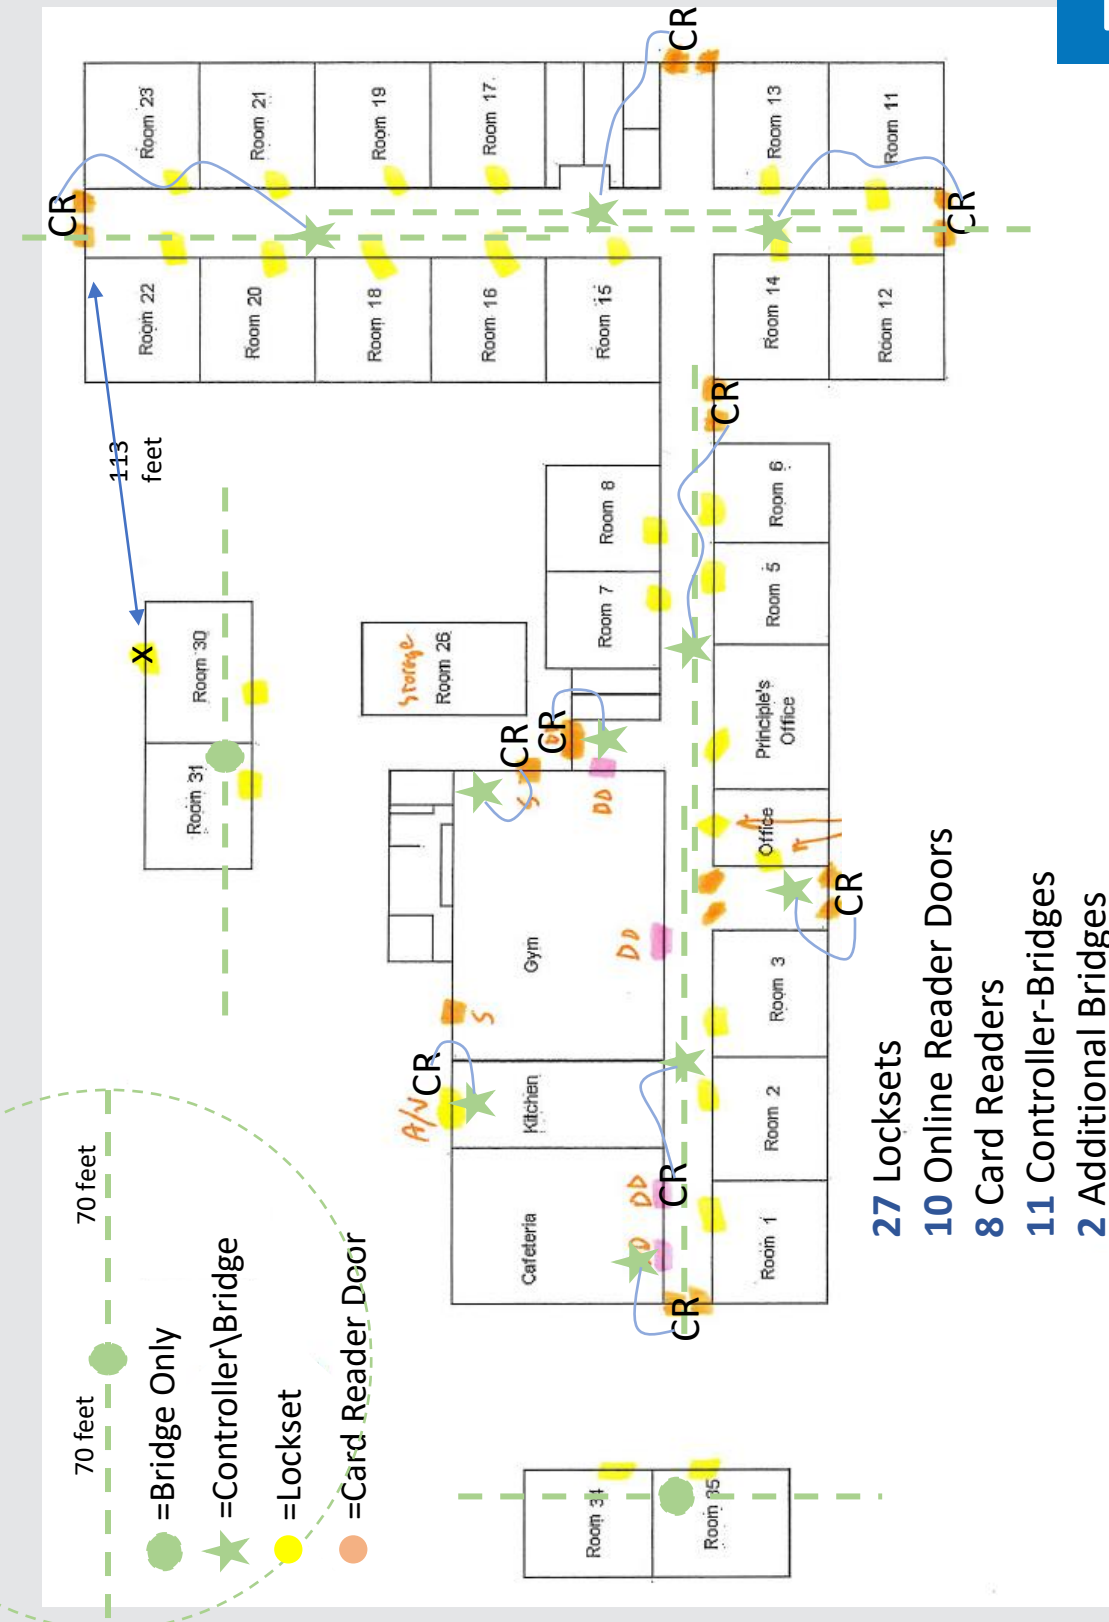 CR
CR
CR
Room 23
Room 21
Room 19
Room 17
Room 13
Room 11
Room 22
Room 20
Room 18
Room 16
Room 15
Room 14
Room 12
113
feet
CR
Room 30
Room 31
Storage
Room 26
Room 8
Room 7
Room 6
Room 5
Principle's
Office
Office
CR
CR
S
DD
X
Gym
DD
S
A/V
CR
Kitchen
Cafeteria
DD
CR
CR
CR
Room 3
Room 2
Room 1
Room 34
Room 35
70 feet
70 feet
=Bridge Only
=Controller\Bridge
=Lockset
=Card Reader Door
27 Locksets
10 Online Reader Doors
8 Card Readers
11 Controller-Bridges
2 Additional Bridges